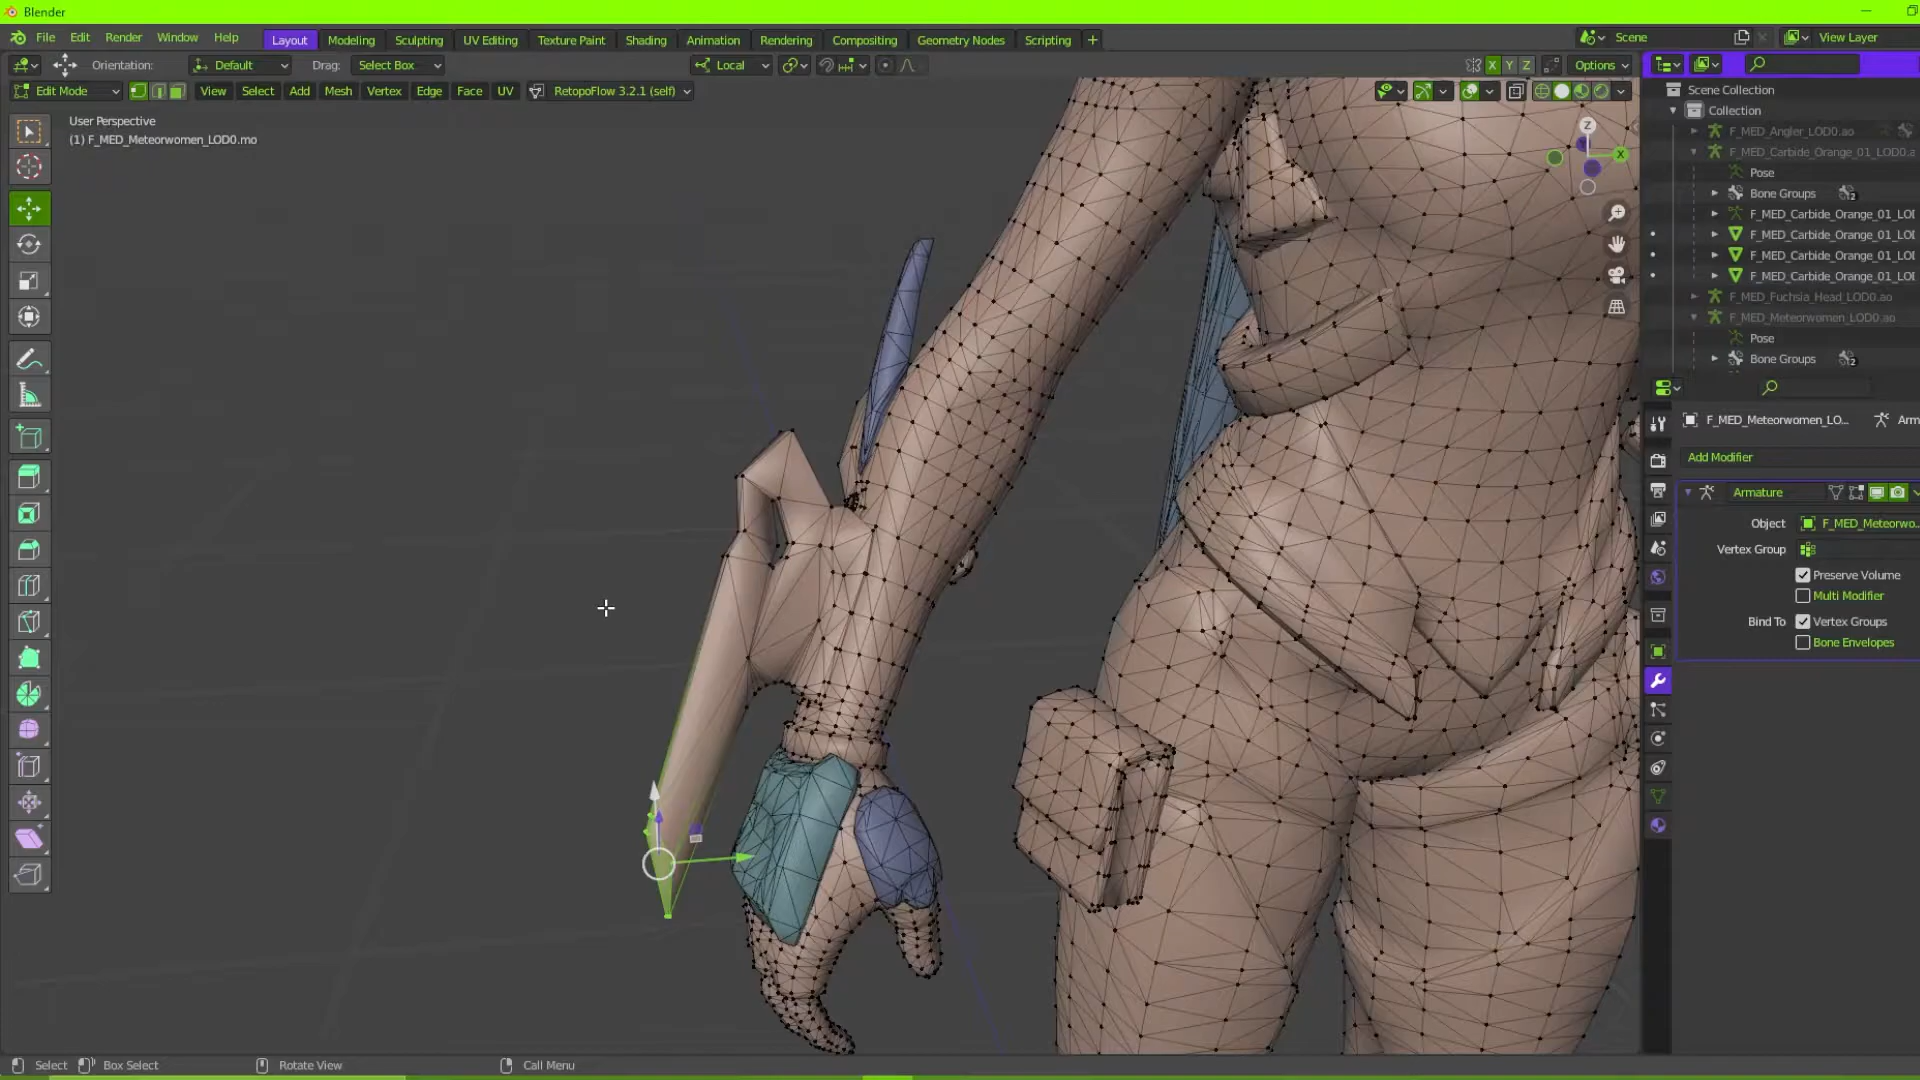 Blender
File Edit Render Window Help Layout Modeling Sculpting UV Editing Texture Paint Shading Animation Rendering Compositing Geometry Nodes Scripting +
Scene
View Layer
Orientation: Default Drag: Select Box Local X Y Z Options
Edit Mode View Select Add Mesh Vertex Edge Face UV RetopoFlow 3.2.1 (self)
User Perspective
(1) F_MED_Meteorwomen_LOD0.mo
Z
X
Scene Collection
Collection
F_MED_Angler_LOD0.ao
F_MED_Carbide_Orange_01_LOD0.a
Pose
Bone Groups 2
F_MED_Carbide_Orange_01_LOI
F_MED_Carbide_Orange_01_LOI
F_MED_Carbide_Orange_01_LOI
F_MED_Carbide_Orange_01_LOI
F_MED_Fuchsia_Head_LOD0.ao
F_MED_Meteorwomen_LOD0.ao
Pose
Bone Groups 2
F_MED_Meteorwomen_LO... Arm
Add Modifier
Armature
Object F_MED_Meteorwo...
Vertex Group
Preserve Volume
Multi Modifier
Bind To Vertex Groups
Bone Envelopes
Select Box Select Rotate View Call Menu